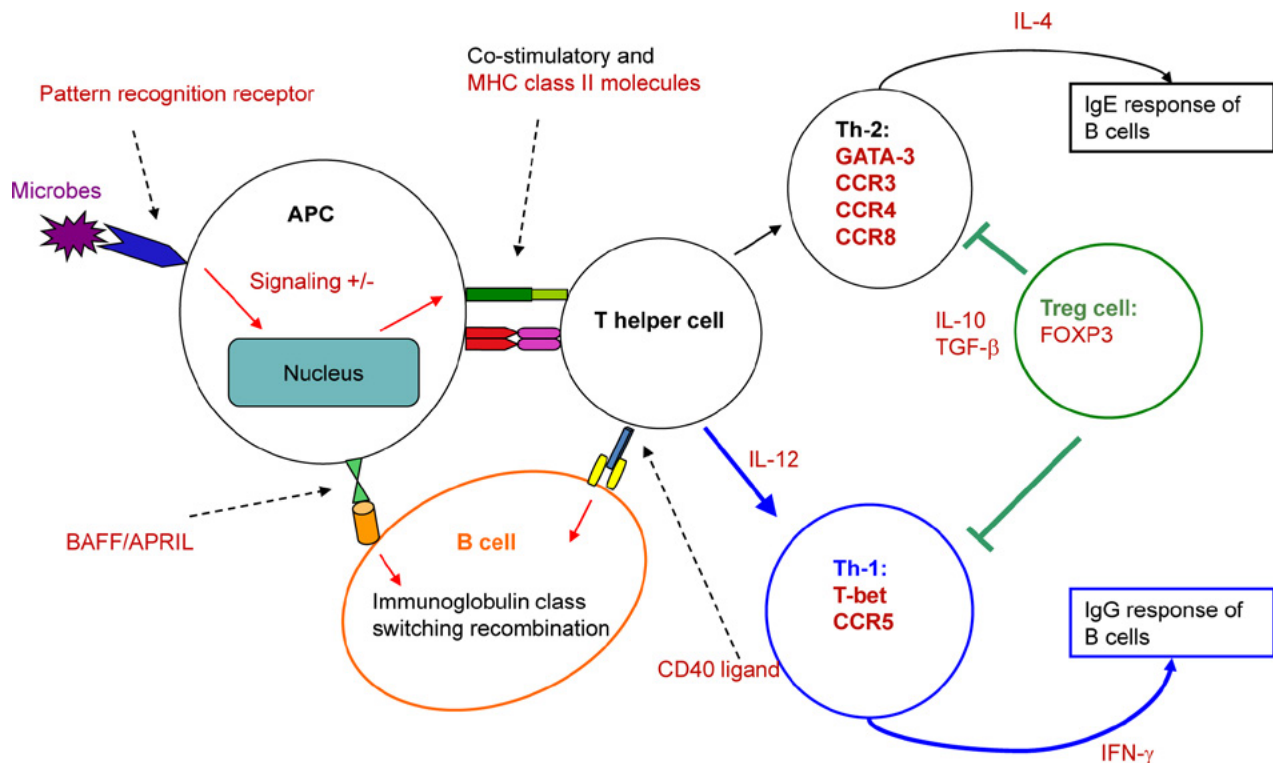 IL-4
Co-stimulatory and
MHC class II molecules
Pattern recognition receptor
IgE response of
B cells
Th-2:
GATA-3
CCR3
CCR4
CCR8
Microbes
APC
Signaling +/-
T helper cell
Treg cell:
FOXP3
IL-10
TGF-β
Nucleus
IL-12
BAFF/APRIL
B cell
Immunoglobulin class
switching recombination
Th-1:
T-bet
CCR5
IgG response of
B cells
CD40 ligand
IFN-γ